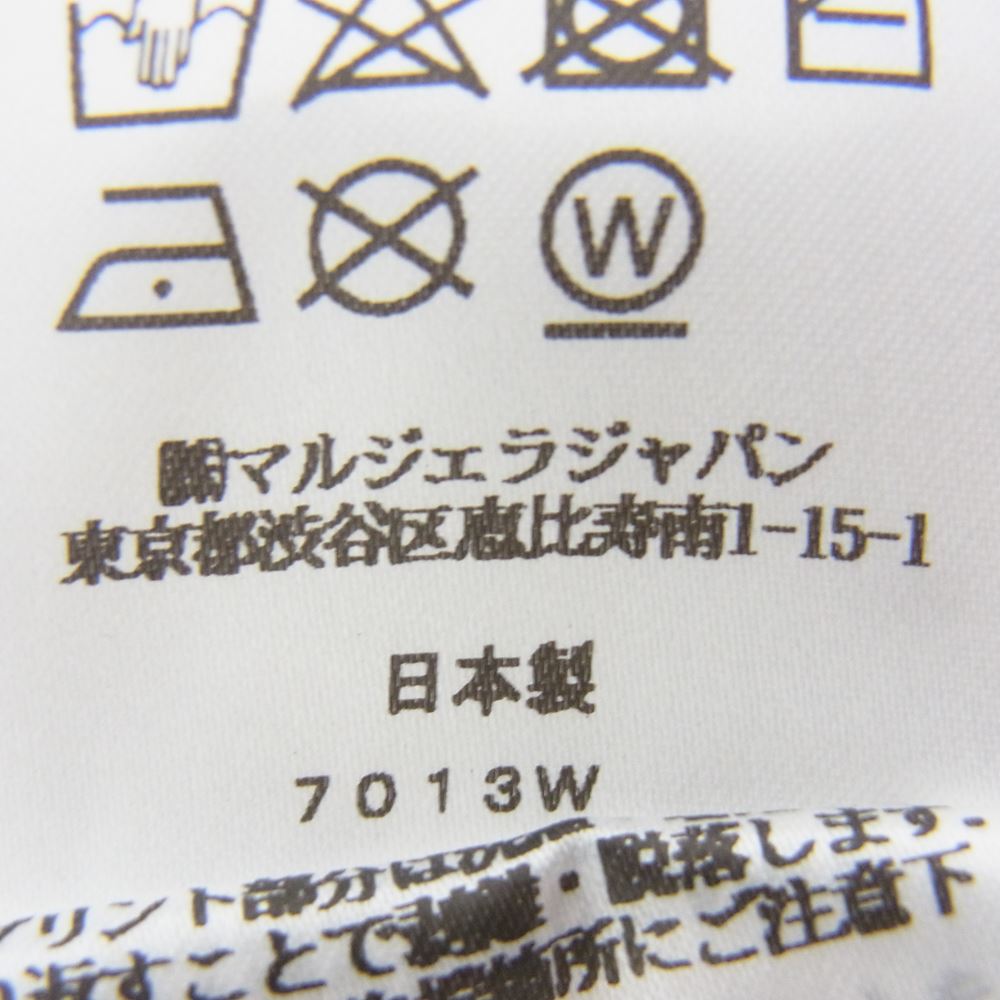 W
㈱マルジェラジャパン
東京都渋谷区恵比寿南1-15-1
日本製
7013W
プリント部分は
返すことで剥離・脱落します.
箇所にご注意下